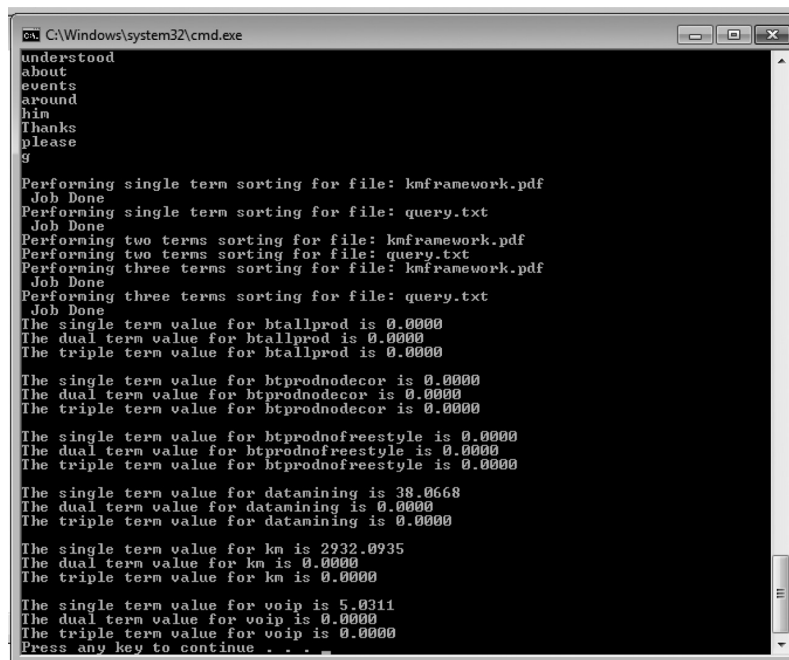 C:\Windows\system32\cmd.exe
understood
about
events
around
him
Thanks
please
g
Performing single term sorting for file: kmframework.pdf
Job Done
Performing single term sorting for file: query.txt
Job Done
Performing two terms sorting for file: kmframework.pdf
Performing two terms sorting for file: query.txt
Performing three terms sorting for file: kmframework.pdf
Job Done
Performing three terms sorting for file: query.txt
Job Done
The single term value for btallprod is 0.0000
The dual term value for btallprod is 0.0000
The triple term value for btallprod is 0.0000
The single term value for btprodnodecor is 0.0000
The dual term value for btprodnodecor is 0.0000
The triple term value for btprodnodecor is 0.0000
The single term value for btprodnofreestyle is 0.0000
The dual term value for btprodnofreestyle is 0.0000
The triple term value for btprodnofreestyle is 0.0000
The single term value for datamining is 38.0668
The dual term value for datamining is 0.0000
The triple term value for datamining is 0.0000
The single term value for km is 2932.0935
The dual term value for km is 0.0000
The triple term value for km is 0.0000
The single term value for voip is 5.0311
The dual term value for voip is 0.0000
The triple term value for voip is 0.0000
Press any key to continue . . . _